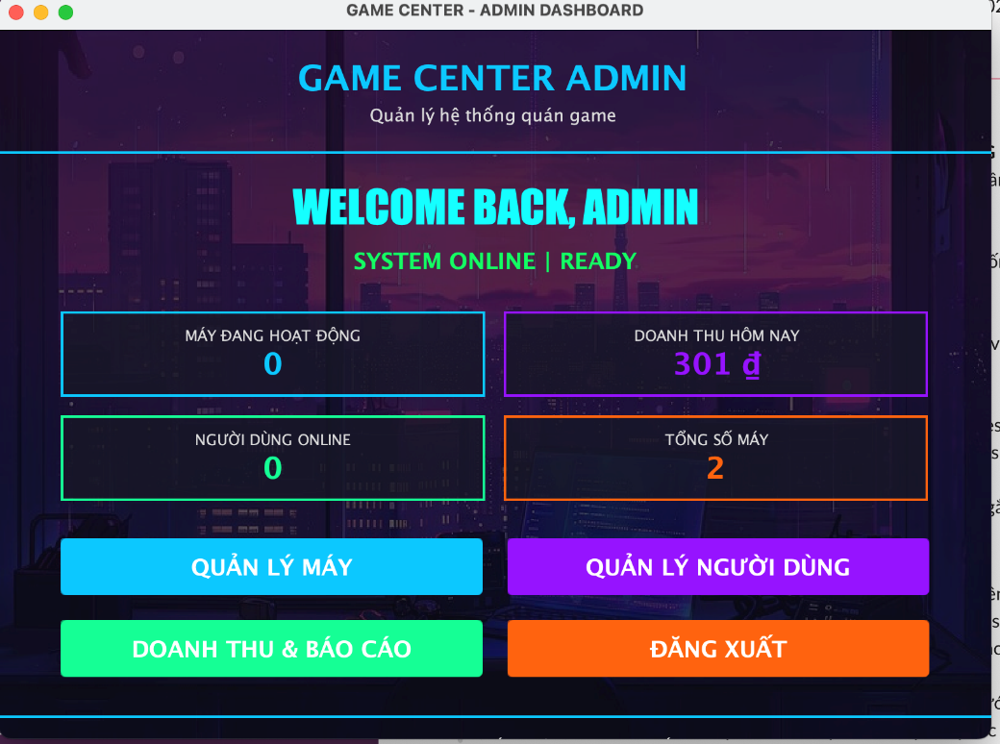 GAME CENTER - ADMIN DASHBOARD
GAME CENTER ADMIN
Quản lý hệ thống quán game
WELCOME BACK, ADMIN
SYSTEM ONLINE | READY
MÁY ĐANG HOẠT ĐỘNG
0
DOANH THU HÔM NAY
301 ₫
NGƯỜI DÙNG ONLINE
0
TỔNG SỐ MÁY
2
QUẢN LÝ MÁY
QUẢN LÝ NGƯỜI DÙNG
DOANH THU & BÁO CÁO
ĐĂNG XUẤT